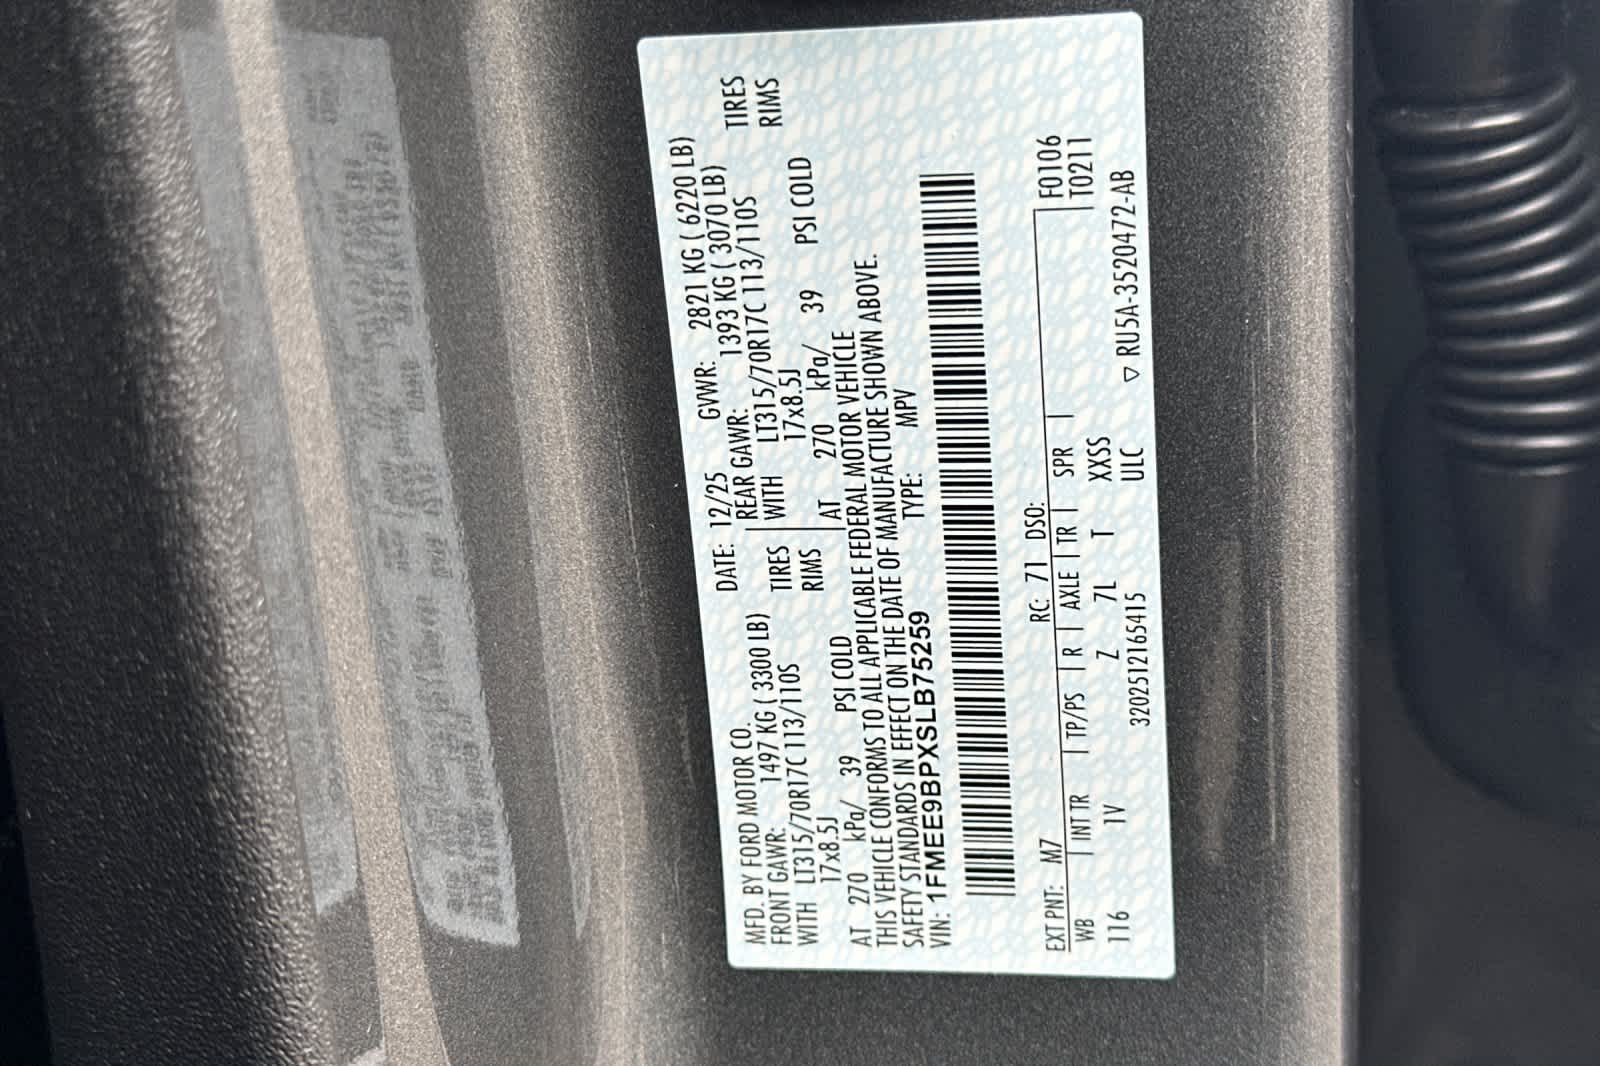 MFD. BY FORD MOTOR CO. DATE: 12/25 GVWR: 2821 KG ( 6220 LB)
FRONT GAWR: 1497 KG ( 3300 LB) REAR GAWR: 1393 KG ( 3070 LB)
WITH LT315/70R17C 113/110S TIRES WITH LT315/70R17C 113/110S TIRES
17x8.5J RIMS 17x8.5J RIMS
AT 270 kPa/ 39 PSI COLD AT 270 kPa/ 39 PSI COLD
THIS VEHICLE CONFORMS TO ALL APPLICABLE FEDERAL MOTOR VEHICLE
SAFETY STANDARDS IN EFFECT ON THE DATE OF MANUFACTURE SHOWN ABOVE.
VIN: 1FMEE9BPXSLB75259 TYPE: MPV
EXT PNT: M7 RC: 71 DSO: F0106
WB INT TR TP/PS R AXLE TR SPR T0211
116 1V Z 7L T XXSS
3202512165415 ULC ▽ RU5A-3520472-AB